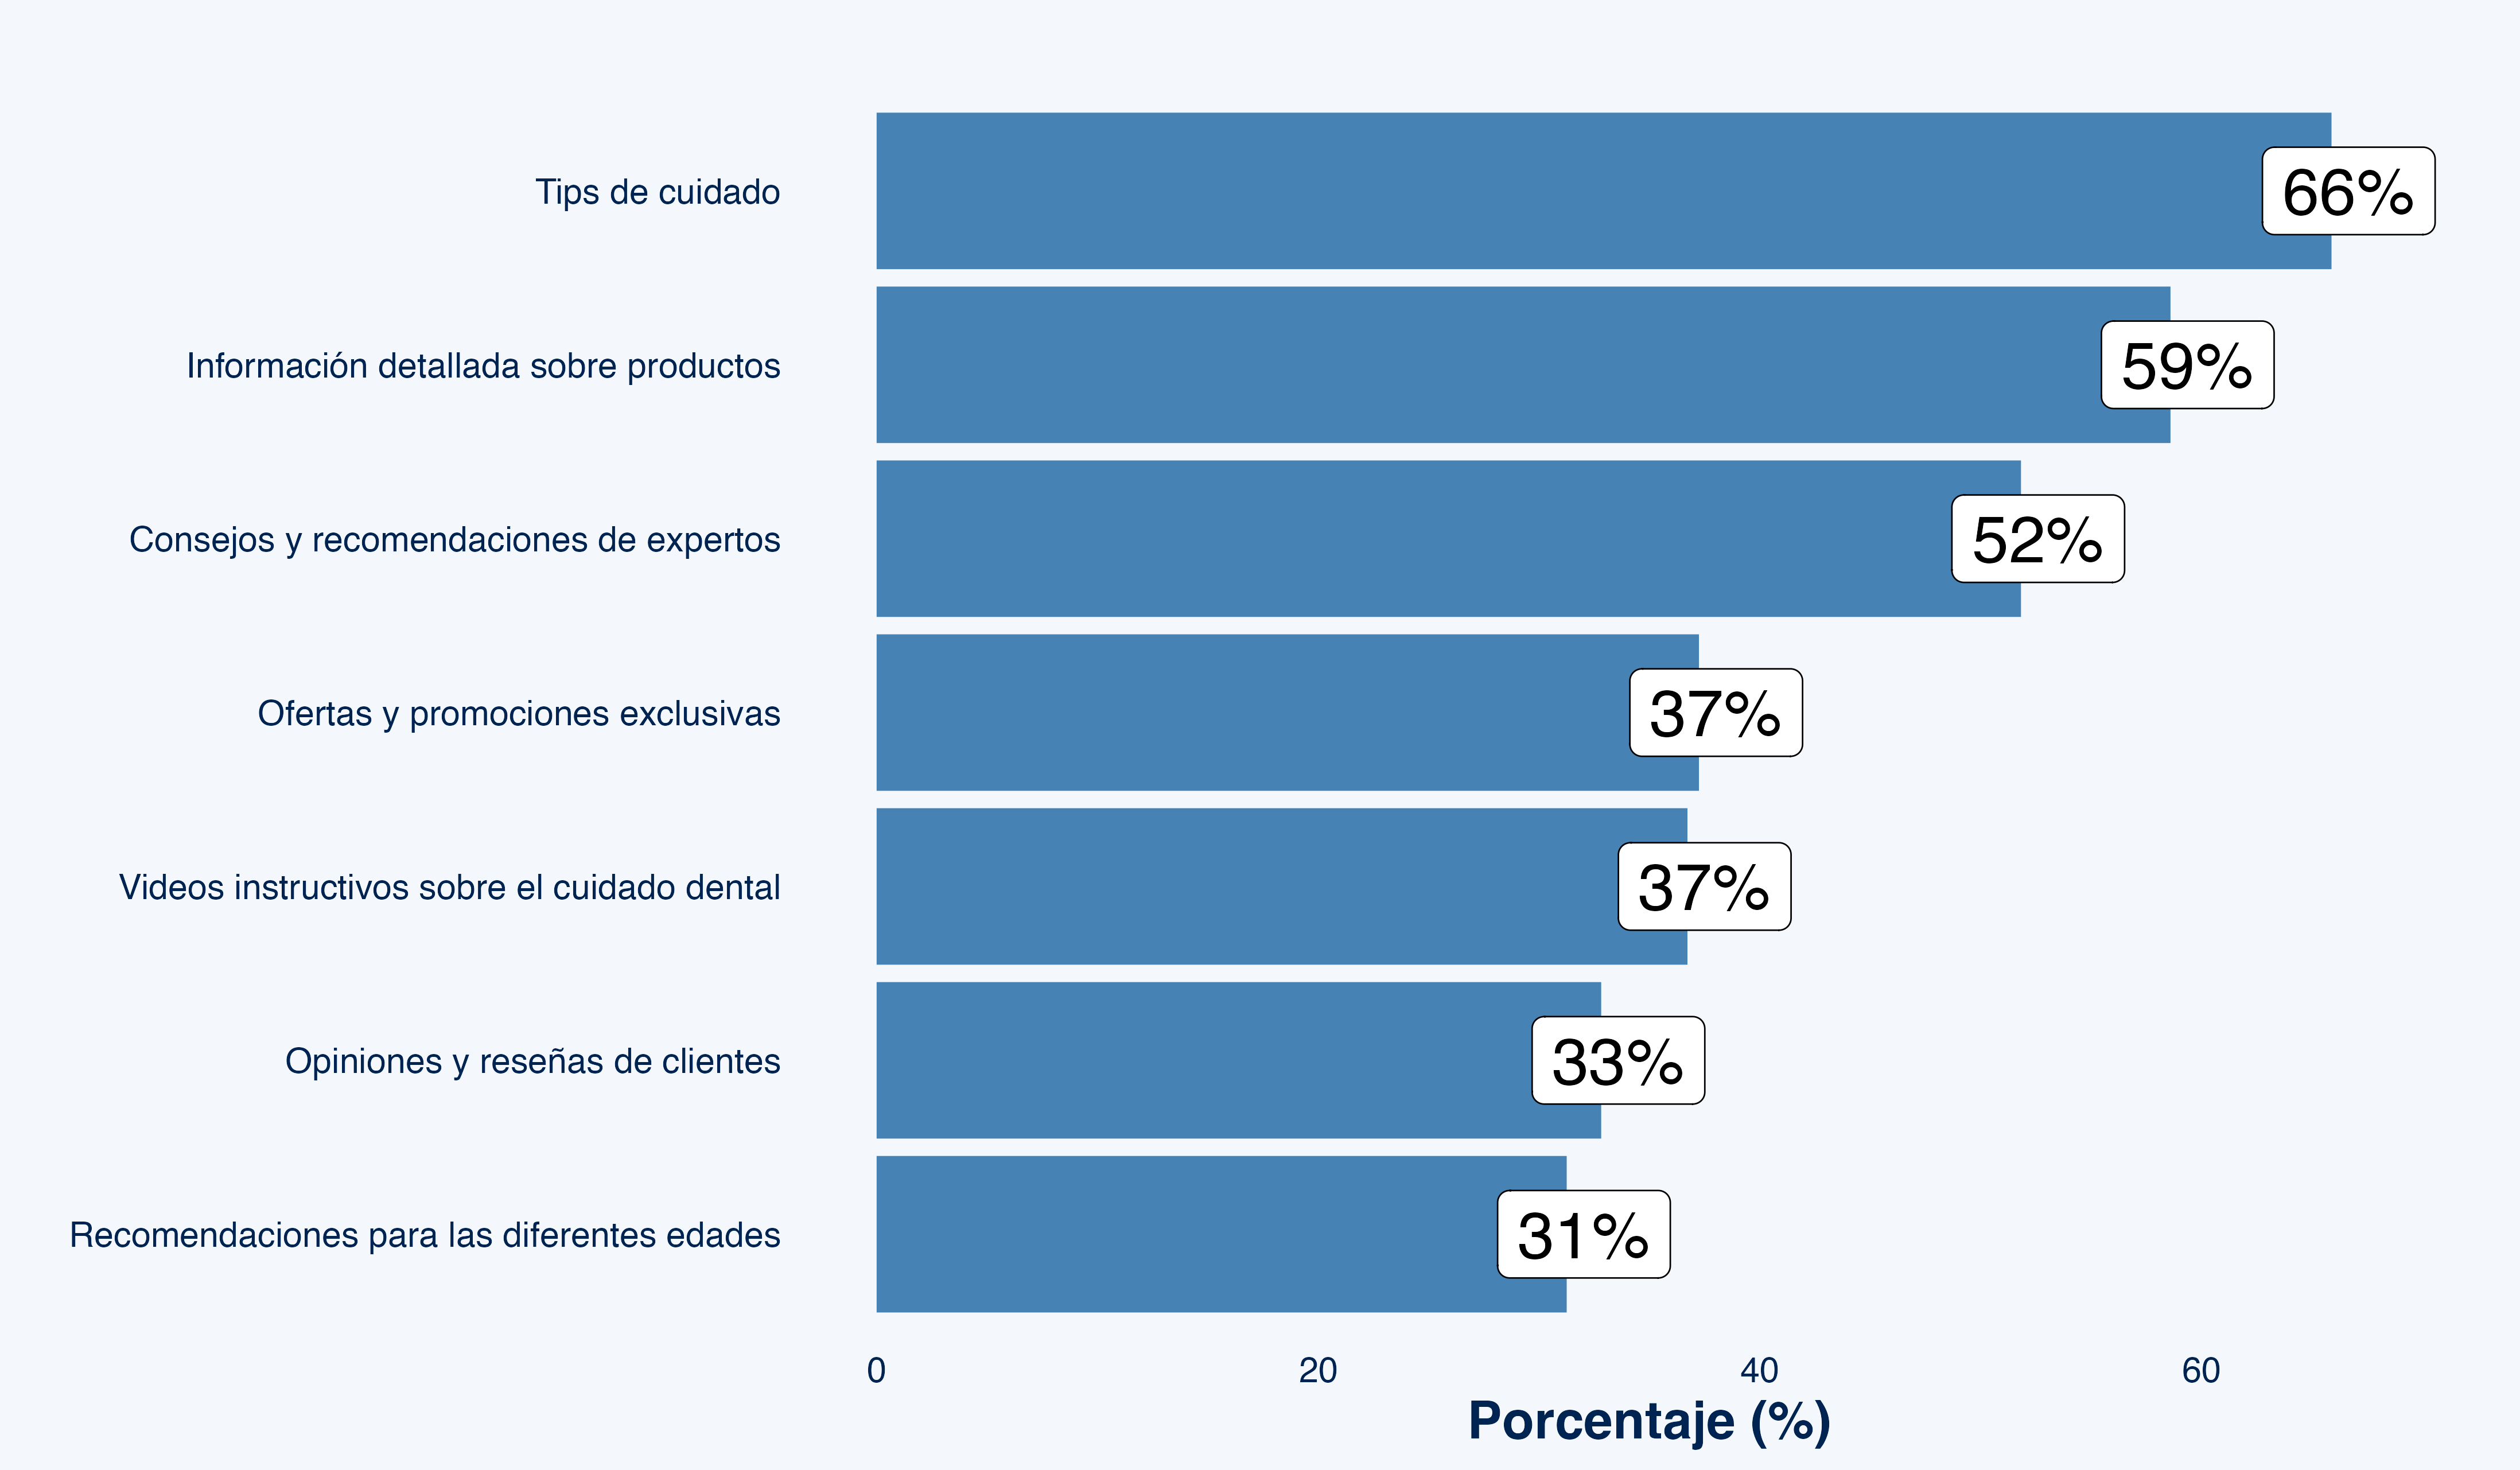 Tips de cuidado
66%
Información detallada sobre productos
59%
Consejos y recomendaciones de expertos
52%
Ofertas y promociones exclusivas
37%
Videos instructivos sobre el cuidado dental
37%
Opiniones y reseñas de clientes
33%
Recomendaciones para las diferentes edades
31%
0 20 40 60
Porcentaje (%)